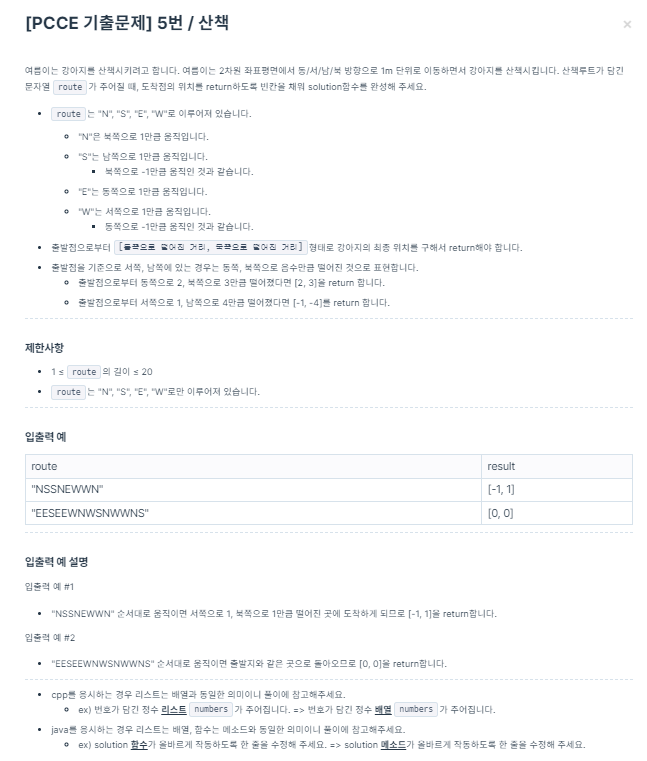 [PCCE 기출문제] 5번 / 산책
×
여름이는 강아지를 산책시키려고 합니다. 여름이는 2차원 좌표평면에서 동/서/남/북 방향으로 1m 단위로 이동하면서 강아지를 산책시킵니다. 산책루트가 담긴
문자열 route 가 주어질 때, 도착점의 위치를 return하도록 빈칸을 채워 solution함수를 완성해 주세요.
• route 는 "N", "S", "E", "W"로 이루어져 있습니다.
"N"은 북쪽으로 1만큼 움직입니다.
"S"는 남쪽으로 1만큼 움직입니다.
북쪽으로 -1만큼 움직인 것과 같습니다.
"E"는 동쪽으로 1만큼 움직입니다.
"W"는 서쪽으로 1만큼 움직입니다.
동쪽으로 -1만큼 움직인 것과 같습니다.
• 출발점으로부터 [동쪽으로 떨어진 거리, 북쪽으로 떨어진 거리] 형태로 강아지의 최종 위치를 구해서 return해야 합니다.
• 출발점을 기준으로 서쪽, 남쪽에 있는 경우는 동쪽, 북쪽으로 음수만큼 떨어진 것으로 표현합니다.
출발점으로부터 동쪽으로 2, 북쪽으로 3만큼 떨어졌다면 [2, 3]을 return 합니다.
출발점으로부터 서쪽으로 1, 남쪽으로 4만큼 떨어졌다면 [-1, -4]를 return 합니다.
제한사항
• 1 ≤ route 의 길이 ≤ 20
• route 는 "N", "S", "E", "W"로만 이루어져 있습니다.
입출력 예
route result
"NSSNEWWN" [-1, 1]
"EESEEWNWSNWWNS" [0, 0]
입출력 예 설명
입출력 예 #1
• "NSSNEWWN" 순서대로 움직이면 서쪽으로 1, 북쪽으로 1만큼 떨어진 곳에 도착하게 되므로 [-1, 1]을 return합니다.
입출력 예 #2
• "EESEEWNWSNWWNS" 순서대로 움직이면 출발지와 같은 곳으로 돌아오므로 [0, 0]을 return합니다.
• cpp를 응시하는 경우 리스트는 배열과 동일한 의미이니 풀이에 참고해주세요.
ex) 번호가 담긴 정수 리스트 numbers 가 주어집니다. => 번호가 담긴 정수 배열 numbers 가 주어집니다.
• java를 응시하는 경우 리스트는 배열, 함수는 메소드와 동일한 의미이니 풀이에 참고해주세요.
ex) solution 함수가 올바르게 작동하도록 한 줄을 수정해 주세요. => solution 메소드가 올바르게 작동하도록 한 줄을 수정해 주세요.